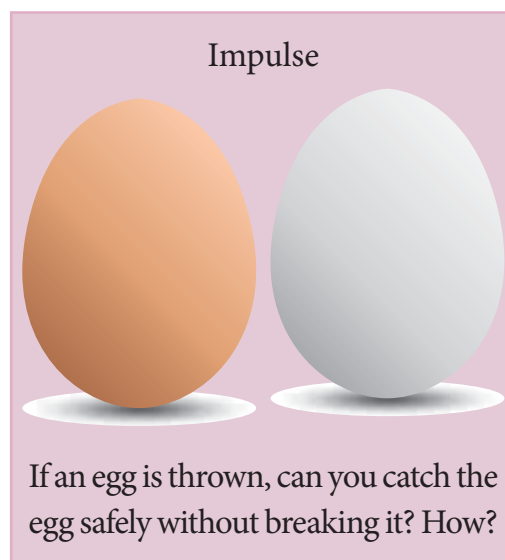 Impulse
If an egg is thrown, can you catch the
egg safely without breaking it? How?